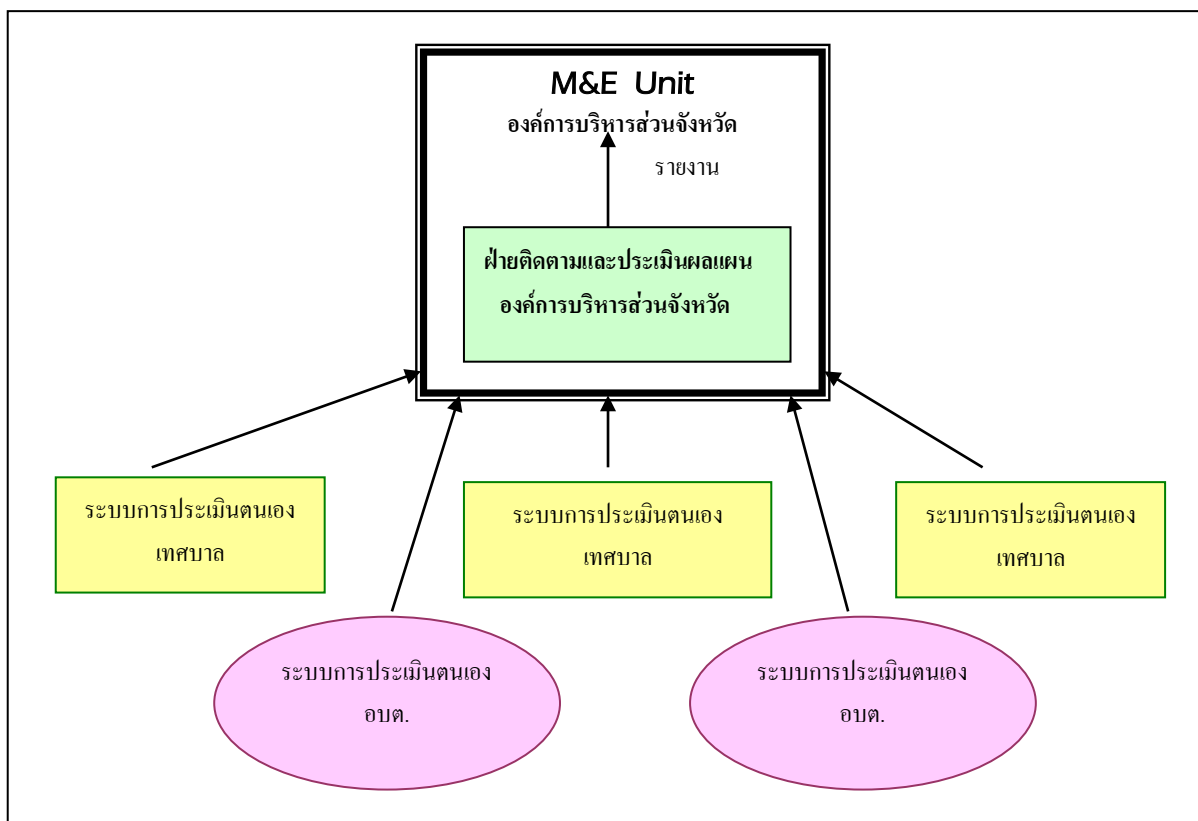 M&E Unit
องค์การบริหารส่วนจังหวัด
รายงาน
ฝ่ายติดตามและประเมินผลแผน
องค์การบริหารส่วนจังหวัด
ระบบการประเมินตนเอง
เทศบาล
ระบบการประเมินตนเอง
เทศบาล
ระบบการประเมินตนเอง
เทศบาล
ระบบการประเมินตนเอง
อบต.
ระบบการประเมินตนเอง
อบต.